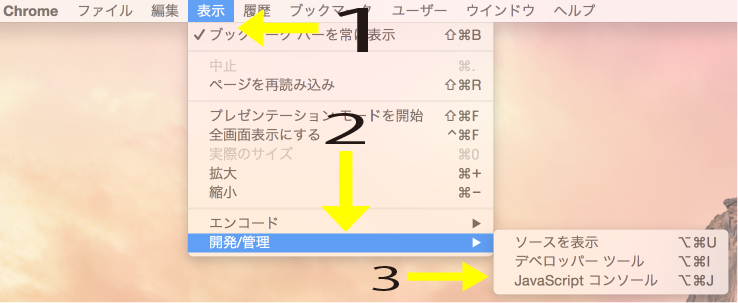 Chrome ファイル 編集 表示 履歴 ブックマーク ユーザー ウインドウ ヘルプ
1
✓ ブックマーク バーを常に表示 ⇧⌘B
中止 ⌘.
ページを再読み込み ⇧⌘R
プレゼンテーション モードを開始 ⇧⌘F
2
全画面表示にする ^⌘F
実際のサイズ ⌘0
拡大 ⌘+
縮小 ⌘−
エンコード ▶
開発/管理 ▶
ソースを表示 ⌥⌘U
デベロッパー ツール ⌥⌘I
3
JavaScript コンソール ⌥⌘J